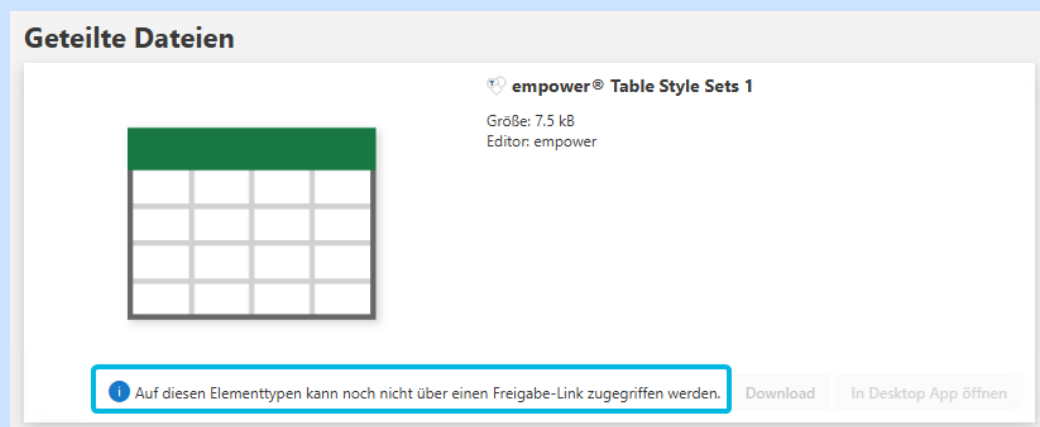 Geteilte Dateien
empower® Table Style Sets 1
Größe: 7.5 kB
Editor: empower
Auf diesen Elementtypen kann noch nicht über einen Freigabe-Link zugegriffen werden.
Download
In Desktop App öffnen